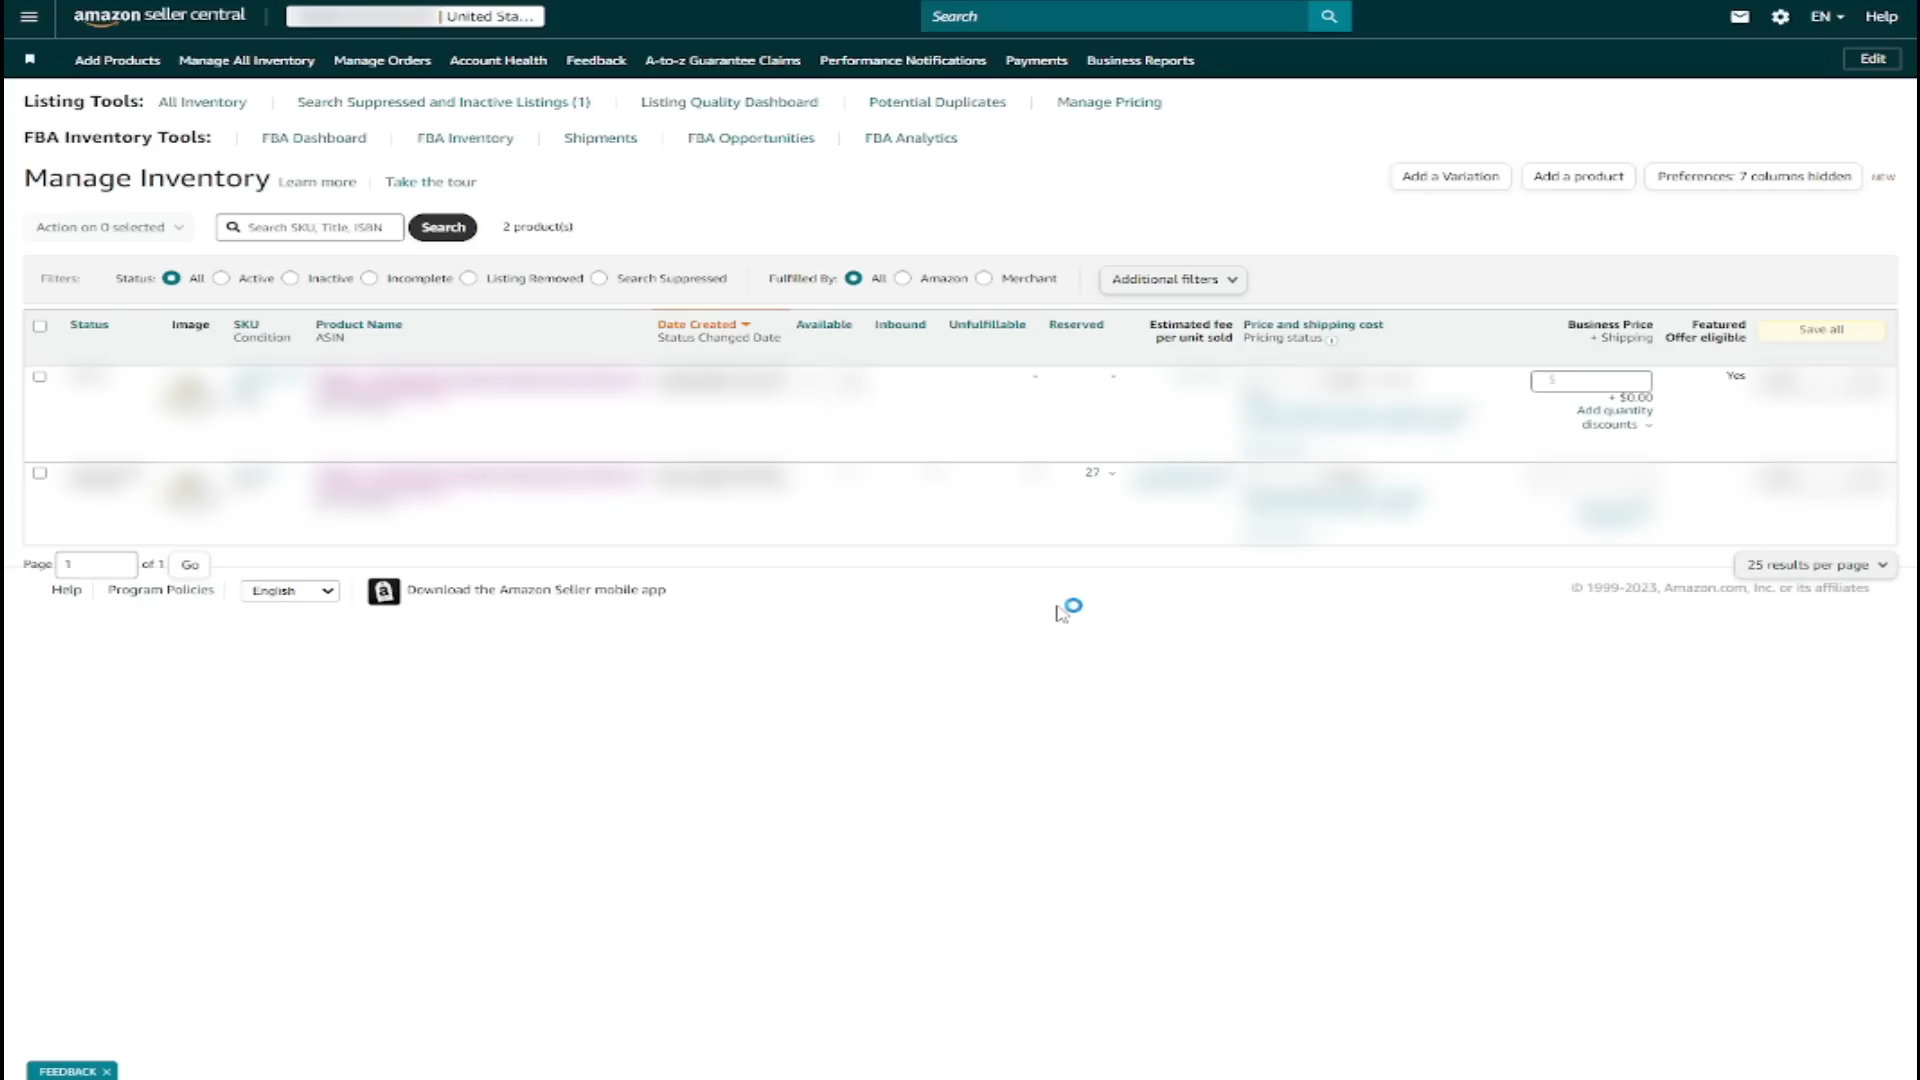 amazon seller central | United Sta... Search EN Help
Add Products Manage All Inventory Manage Orders Account Health Feedback A-to-z Guarantee Claims Performance Notifications Payments Business Reports Edit
Listing Tools: All Inventory | Search Suppressed and Inactive Listings (1) | Listing Quality Dashboard | Potential Duplicates | Manage Pricing
FBA Inventory Tools: | FBA Dashboard | FBA Inventory | Shipments | FBA Opportunities | FBA Analytics
Manage Inventory Learn more | Take the tour Add a Variation Add a product Preferences: 7 columns hidden NEW
Action on 0 selected Search SKU, Title, ISBN Search 2 product(s)
Filters: Status: All Active Inactive Incomplete Listing Removed Search Suppressed Fulfilled By: All Amazon Merchant Additional filters
Status Image SKU Product Name Date Created Available Inbound Unfulfillable Reserved Estimated fee Price and shipping cost Business Price Featured Save all
Condition ASIN Status Changed Date per unit sold Pricing status + Shipping Offer eligible
- - $ Yes
+ $0.00
Add quantity
discounts
27
Page 1 of 1 Go 25 results per page
Help Program Policies English Download the Amazon Seller mobile app © 1999-2023, Amazon.com, Inc. or its affiliates
FEEDBACK ×